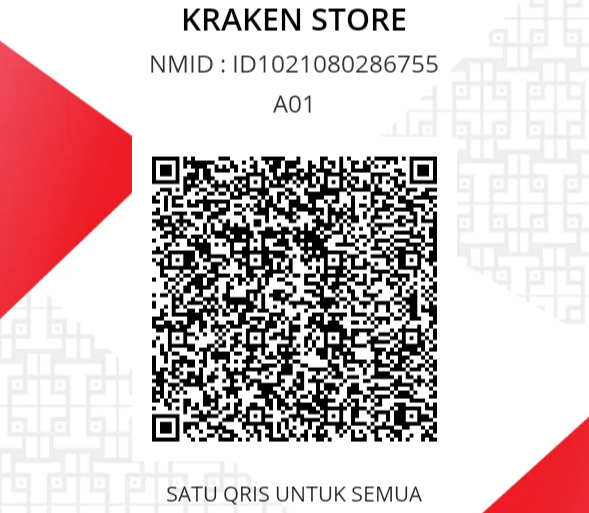 KRAKEN STORE
NMID : ID1021080286755
A01
SATU QRIS UNTUK SEMUA